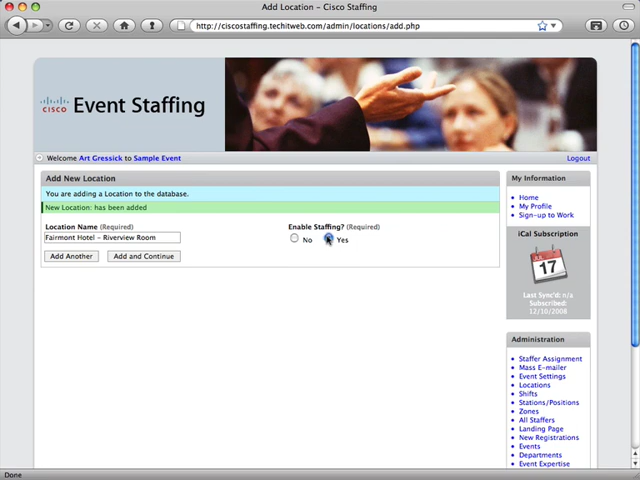 Add Location – Cisco Staffing
http://ciscostaffing.techitweb.com/admin/locations/add.php
CISCO Event Staffing
Welcome Art Gressick to Sample Event
Logout
Add New Location
You are adding a Location to the database.
New Location: has been added
Location Name (Required)
Enable Staffing? (Required)
Fairmont Hotel – Riverview Room
No
Yes
Add Another
Add and Continue
My Information
Home
My Profile
Sign-up to Work
iCal Subscription
JUL
17
Last Sync'd: n/a
Subscribed:
12/16/2008
Administration
Staffer Assignment
Mass E-mailer
Event Settings
Locations
Shifts
Stations/Positions
Zones
All Staffers
Landing Page
New Registrations
Events
Departments
Event Expertise
Done